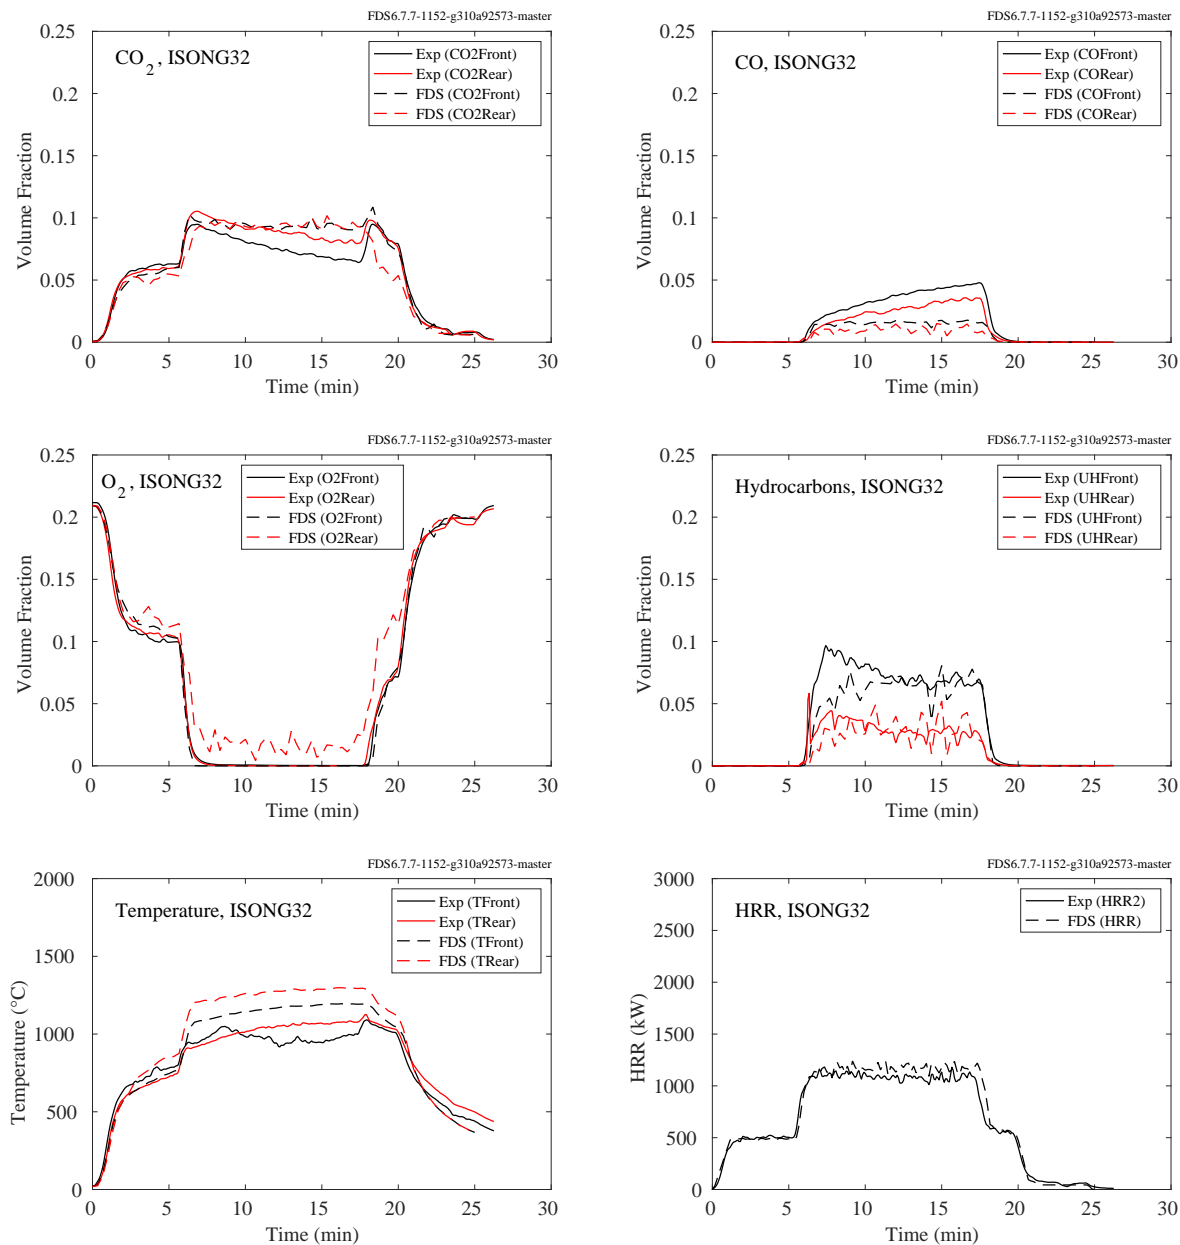 FDS6.7.7-1152-g310a92573-master
CO2, ISONG32
Exp (CO2Front)
Exp (CO2Rear)
FDS (CO2Front)
FDS (CO2Rear)
Volume Fraction
0.25
0.2
0.15
0.1
0.05
0
0 5 10 15 20 25 30
Time (min)
FDS6.7.7-1152-g310a92573-master
CO, ISONG32
Exp (COFront)
Exp (CORear)
FDS (COFront)
FDS (CORear)
Volume Fraction
0.25
0.2
0.15
0.1
0.05
0
0 5 10 15 20 25 30
Time (min)
FDS6.7.7-1152-g310a92573-master
O2, ISONG32
Exp (O2Front)
Exp (O2Rear)
FDS (O2Front)
FDS (O2Rear)
Volume Fraction
0.25
0.2
0.15
0.1
0.05
0
0 5 10 15 20 25 30
Time (min)
FDS6.7.7-1152-g310a92573-master
Hydrocarbons, ISONG32
Exp (UHFront)
Exp (UHRear)
FDS (UHFront)
FDS (UHRear)
Volume Fraction
0.25
0.2
0.15
0.1
0.05
0
0 5 10 15 20 25 30
Time (min)
FDS6.7.7-1152-g310a92573-master
Temperature, ISONG32
Exp (TFront)
Exp (TRear)
FDS (TFront)
FDS (TRear)
Temperature (°C)
2000
1500
1000
500
0
0 5 10 15 20 25 30
Time (min)
FDS6.7.7-1152-g310a92573-master
HRR, ISONG32
Exp (HRR2)
FDS (HRR)
HRR (kW)
3000
2500
2000
1500
1000
500
0
0 5 10 15 20 25 30
Time (min)